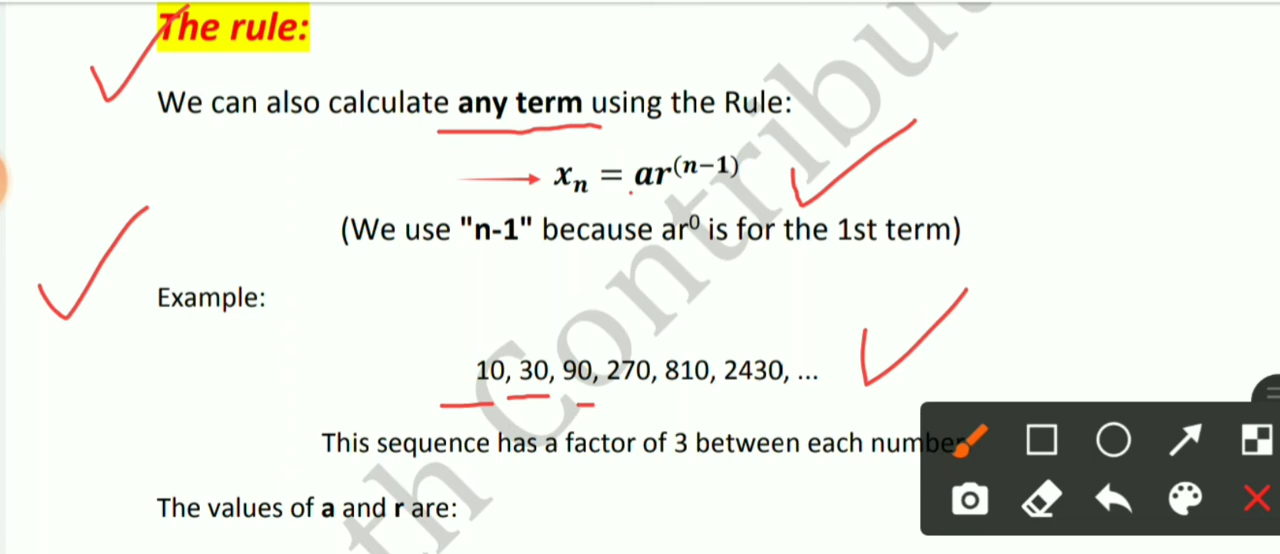 The rule:
We can also calculate any term using the Rule:
xₙ = ar⁽ⁿ⁻¹⁾
(We use "n-1" because ar⁰ is for the 1st term)
Example:
10, 30, 90, 270, 810, 2430, ...
This sequence has a factor of 3 between each number
The values of a and r are:
th Contribu